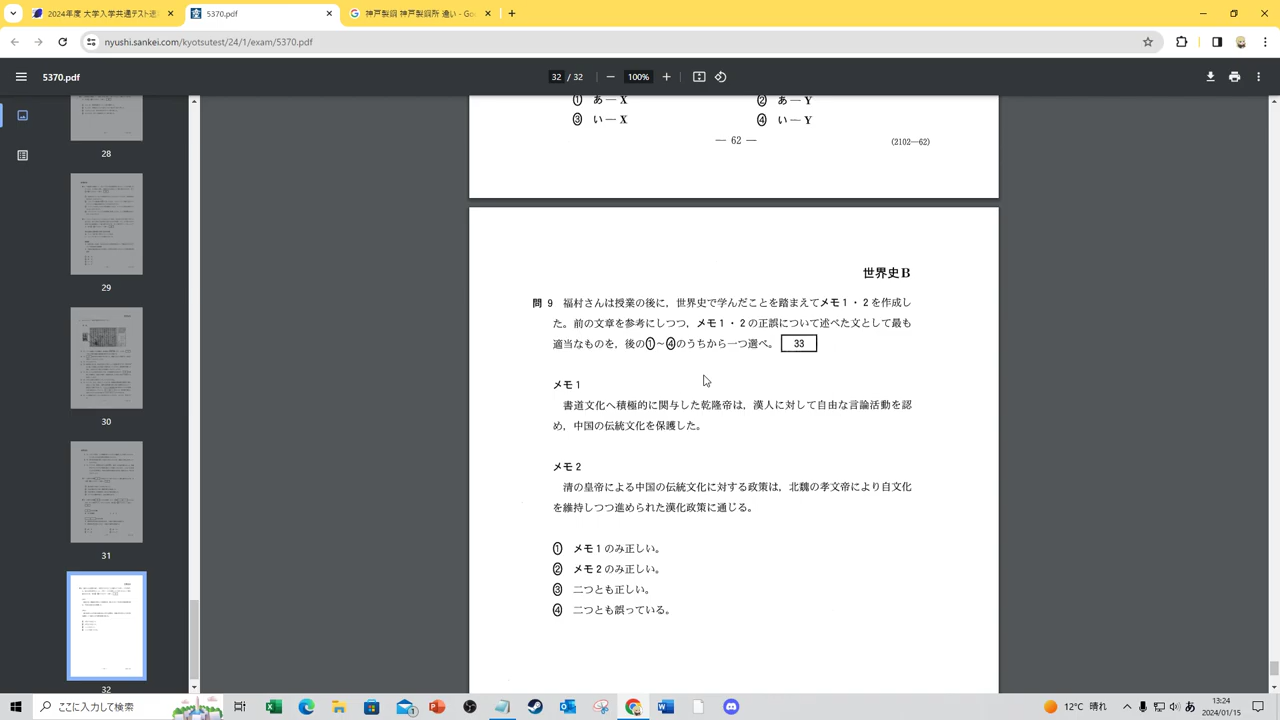 2024年度 大学入学共通テスト速
5370.pdf
神戸製鋼 神戸製鋼所 違い - Goo
nyushi.sankei.com/kyotsutest/24/1/exam/5370.pdf
5370.pdf
32 / 32
100%
28
29
30
31
32
① あ — X ② あ — Y
③ い — X ④ い — Y
— 62 —
(2102—62)
世界史B
問 9 福村さんは授業の後に，世界史で学んだことを踏まえてメモ1・2を作成し
た。前の文章を参考にしつつ，メモ1・2の正誤について述べた文として最も
適当なものを，後の①～④のうちから一つ選べ。 33
メモ1
書道文化へ積極的に関与した乾隆帝は，漢人に対して自由な言論活動を認
め，中国の伝統文化を保護した。
メモ2
清の皇帝による中国の伝統文化に対する政策は，北魏の孝文帝により自文化
を維持しつつ進められた漢化政策に通じる。
① メモ1のみ正しい。
② メモ2のみ正しい。
③ 二つとも正しい。
④ 二つとも誤っている。
ここに入力して検索
12°C 晴れ
あ
13:24
2024/01/15